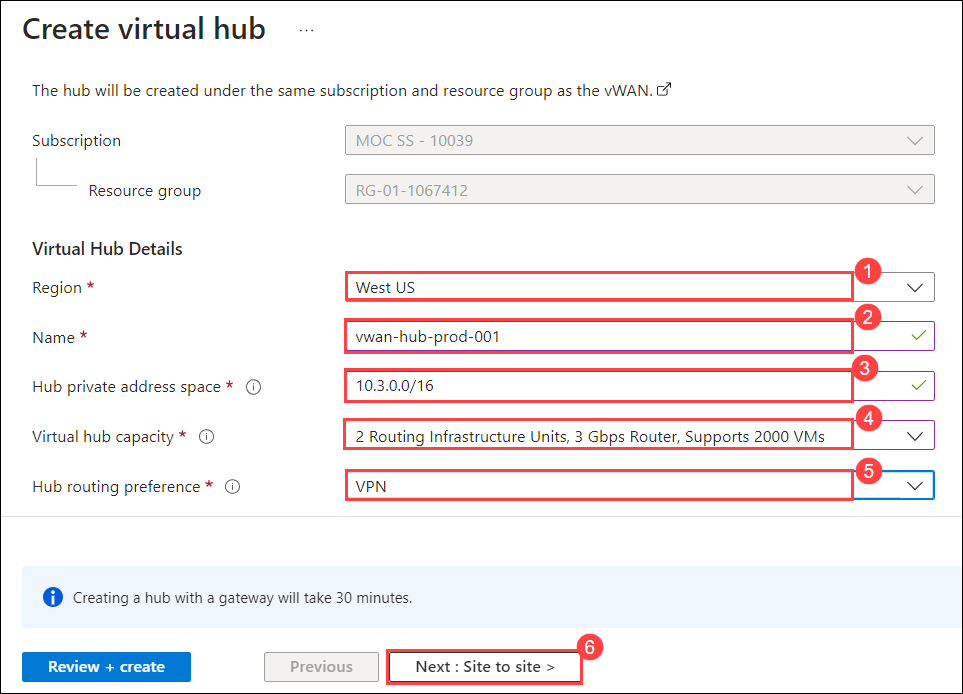 Create virtual hub ...
The hub will be created under the same subscription and resource group as the vWAN.
Subscription MOC SS - 10039
Resource group RG-01-1067412
Virtual Hub Details
Region * West US 1
Name * vwan-hub-prod-001 2
Hub private address space * 10.3.0.0/16 3
Virtual hub capacity * 2 Routing Infrastructure Units, 3 Gbps Router, Supports 2000 VMs 4
Hub routing preference * VPN 5
Creating a hub with a gateway will take 30 minutes.
Review + create Previous Next : Site to site > 6